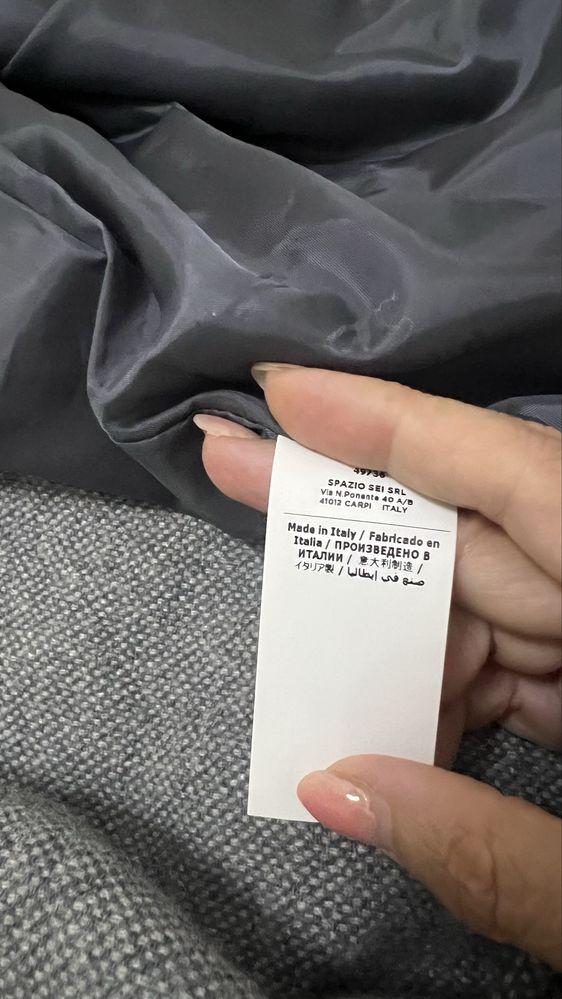 49736
SPAZIO SEI SRL
Via N.Ponente 40 A/B
41012 CARPI ITALY
Made in Italy / Fabricado en
Italia / ПРОИЗВЕДЕНО В
ИТАЛИИ / 意大利制造 /
イタリア製 / صنع في ايطاليا